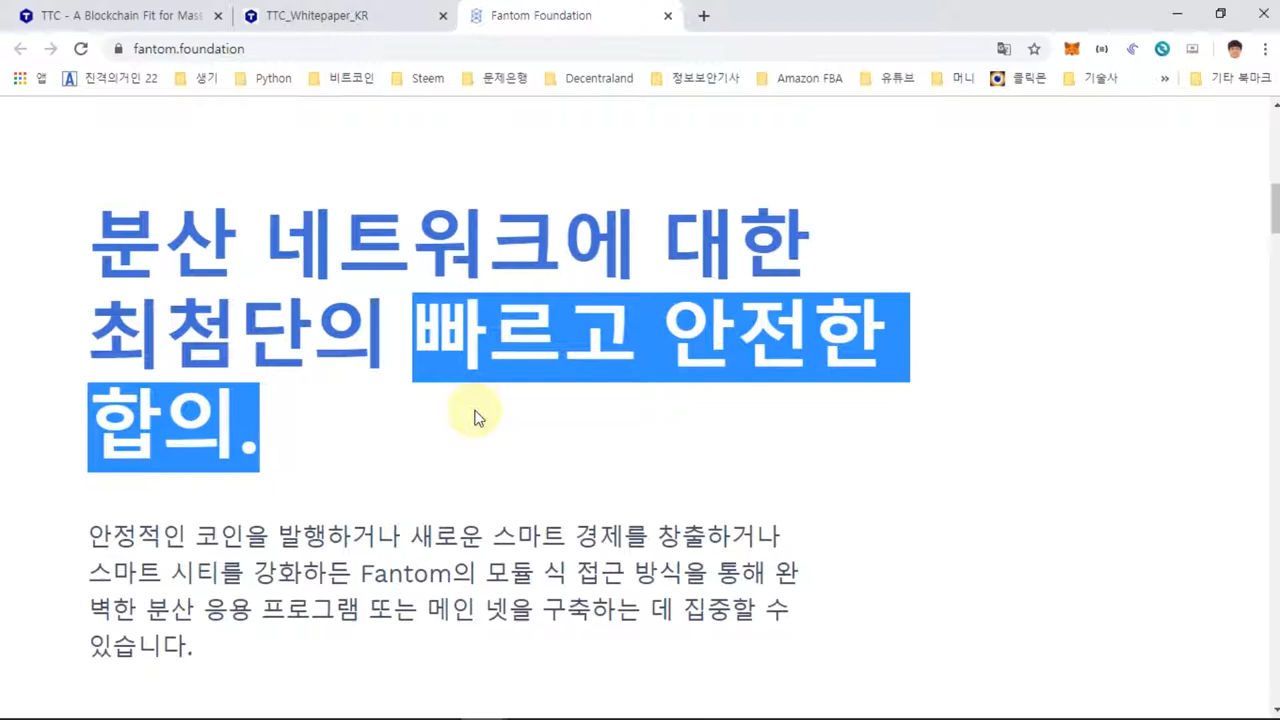 TTC - A Blockchain Fit for Mass
TTC_Whitepaper_KR
Fantom Foundation
fantom.foundation
앱 진격의거인 22 생기 Python 비트코인 Steem 문제은행 Decentraland 정보보안기사 Amazon FBA 유튜브 머니 클릭몬 기술사 » 기타 북마크
분산 네트워크에 대한
최첨단의 빠르고 안전한
합의.
안정적인 코인을 발행하거나 새로운 스마트 경제를 창출하거나
스마트 시티를 강화하든 Fantom의 모듈 식 접근 방식을 통해 완
벽한 분산 응용 프로그램 또는 메인 넷을 구축하는 데 집중할 수
있습니다.